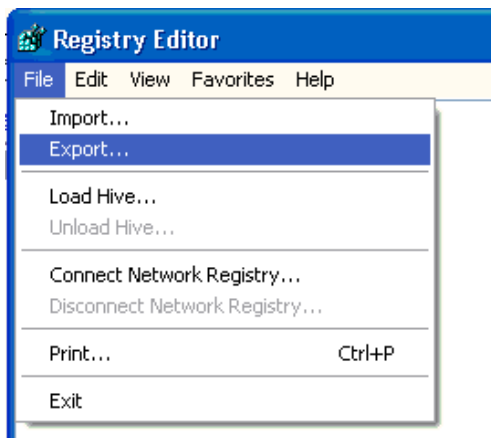 Registry Editor
File Edit View Favorites Help
Import...
Export...
Load Hive...
Unload Hive...
Connect Network Registry...
Disconnect Network Registry...
Print... Ctrl+P
Exit